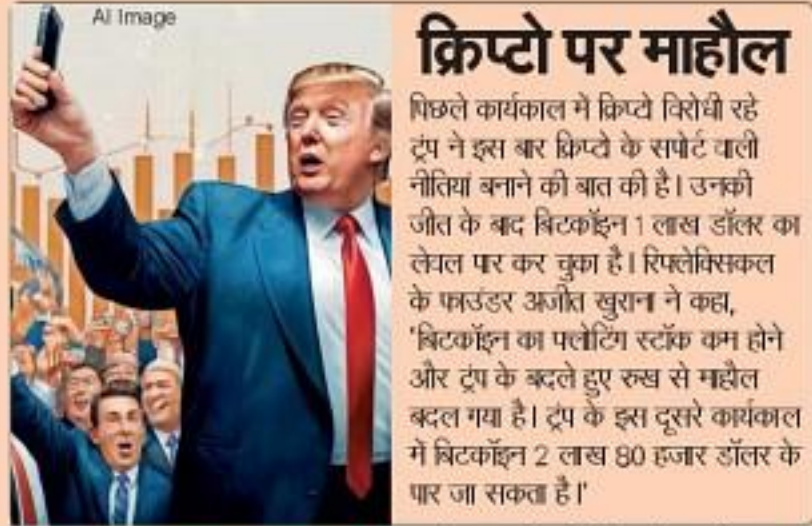 AI Image
क्रिप्टो पर माहौल
पिछले कार्यकाल में क्रिप्टो विरोधी रहे
ट्रंप ने इस बार क्रिप्टो के सपोर्ट वाली
नीतियां बनाने की बात की है। उनकी
जीत के बाद बिटकॉइन 1 लाख डॉलर का
लेवल पार कर चुका है। रिफ्लेक्सिकल
के फाउंडर अजीत खुराना ने कहा,
'बिटकॉइन का फ्लोटिंग स्टॉक कम होने
और ट्रंप के बदले हुए रुख से माहौल
बदल गया है। ट्रंप के इस दूसरे कार्यकाल
में बिटकॉइन 2 लाख 80 हजार डॉलर के
पार जा सकता है।'